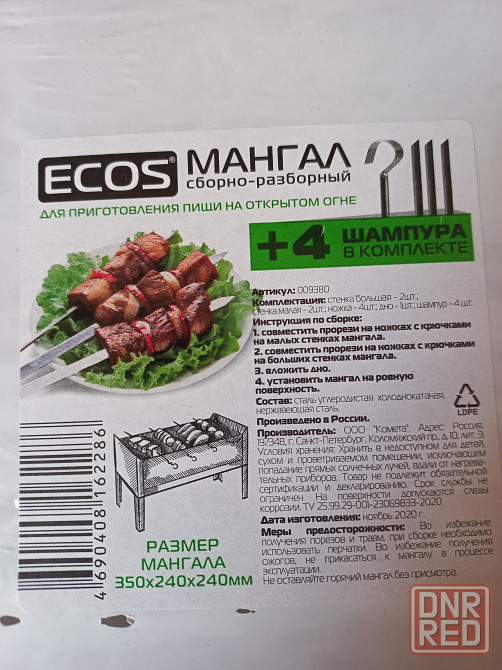 ECOS®
МАНГАЛ
сборно-разборный
ДЛЯ ПРИГОТОВЛЕНИЯ ПИЩИ НА ОТКРЫТОМ ОГНЕ
+4 ШАМПУРА
В КОМПЛЕКТЕ
Артикул: 009380
Комплектация: стенка большая - 2шт.;
стенка малая - 2шт.; ножка - 4шт.; дно - 1шт.; шампур - 4 шт.
Инструкция по сборке:
1. совместить прорези на ножках с крючками
на малых стенках мангала.
2. совместить прорези на ножках с крючками
на больших стенках мангала.
3. вложить дно.
4. установить мангал на ровную
поверхность.
Состав: сталь углеродистая холоднокатаная,
нержавеющая сталь.
LDPE
Произведено в России.
Производитель: ООО "Комета". Адрес: Россия,
197348, г. Санкт-Петербург, Коломяжский пр., д. 10, лит. Э.
Условия хранения: Хранить в недоступном для детей,
сухом и проветриваемом помещении, исключающем
попадание прямых солнечных лучей, вдали от нагрева-
тельных приборов. Товар не подлежит обязательной
сертификации и декларированию. Срок службы не
ограничен. На поверхности допускаются следы
коррозии. ТУ 25.99.29-001-23069833-2020
Дата изготовления: ноябрь 2020 г.
Меры предосторожности: Во избежание
получения порезов и травм, при сборке необходимо
использовать перчатки. Во избежание получения
ожогов, не прикасаться к мангалу в процессе
эксплуатации.
Не оставляйте горячий мангал без присмотра.
4 690408 162286
РАЗМЕР
МАНГАЛА
350х240х240мм
DNR
RED